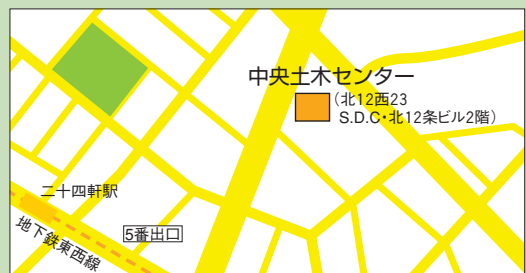 中央土木センター
(北12西23
S.D.C・北12条ビル2階)
二十四軒駅
5番出口
地下鉄東西線